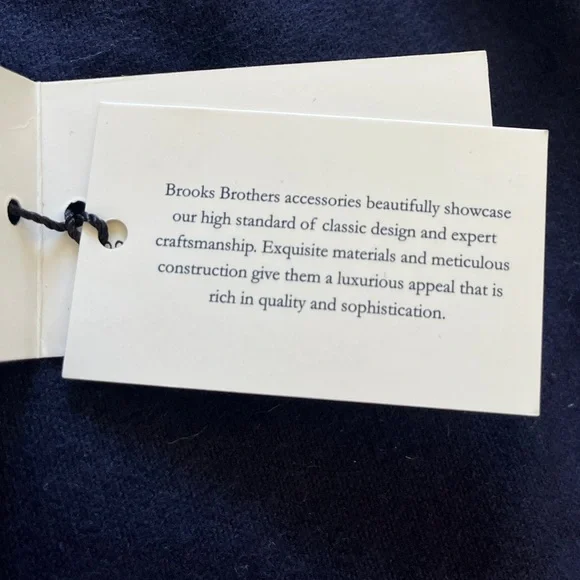 Brooks Brothers accessories beautifully showcase
our high standard of classic design and expert
craftsmanship. Exquisite materials and meticulous
construction give them a luxurious appeal that is
rich in quality and sophistication.